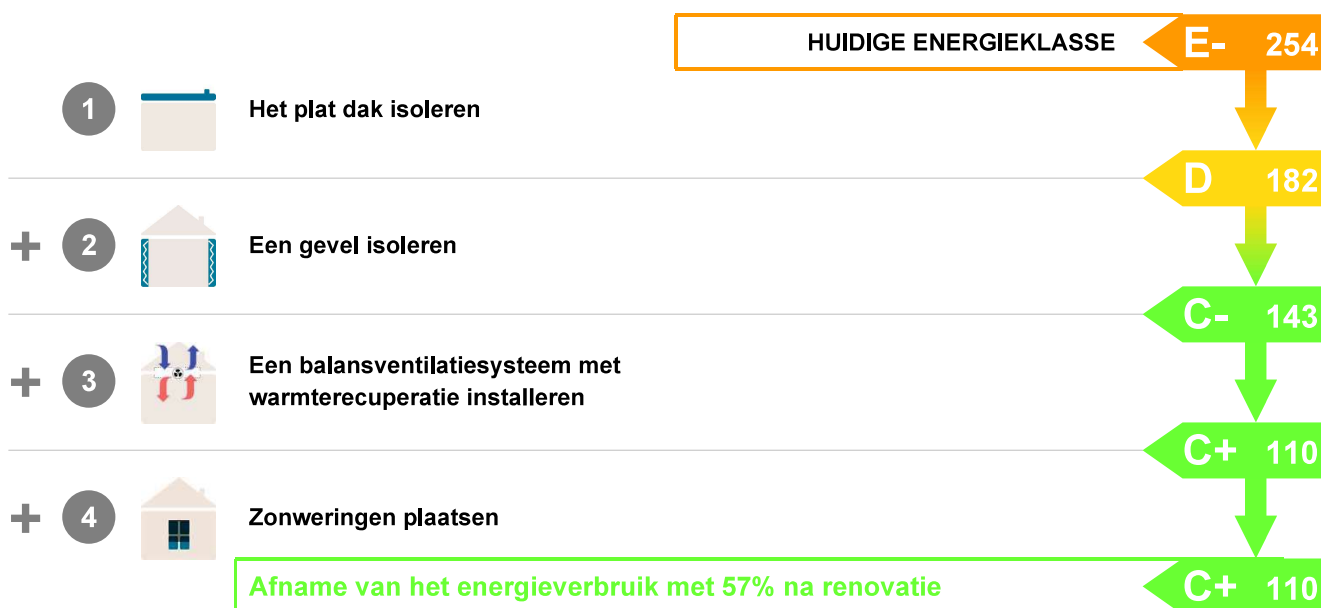 HUIDIGE ENERGIEKLASSE E- 254
1 Het plat dak isoleren
D 182
+ 2 Een gevel isoleren
C- 143
+ 3 Een balansventilatiesysteem met
warmterecuperatie installeren
C+ 110
+ 4 Zonweringen plaatsen
Afname van het energieverbruik met 57% na renovatie C+ 110